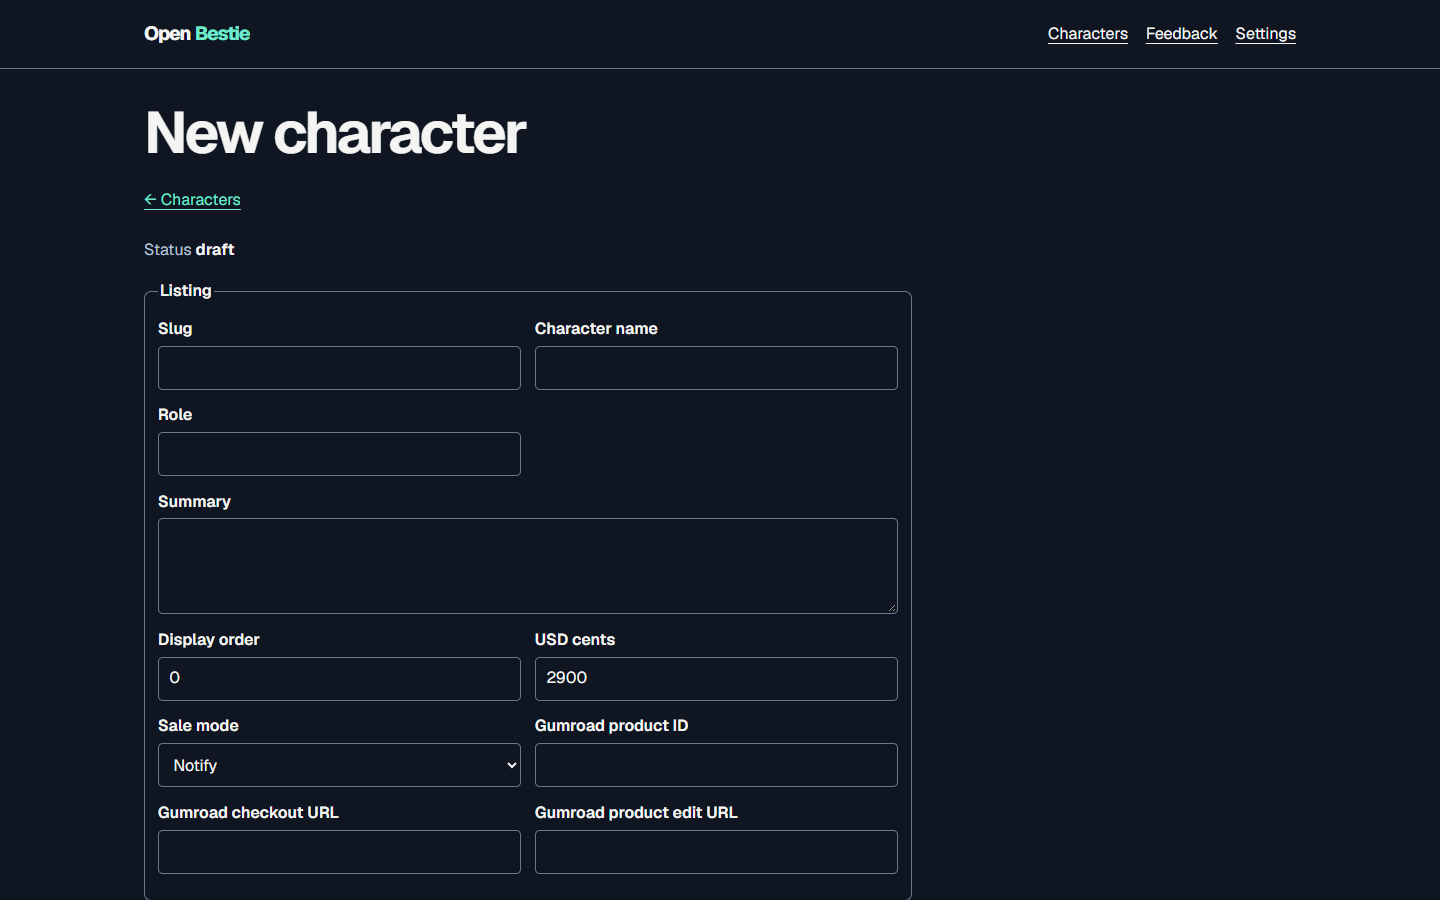 Open Bestie
Characters Feedback Settings
New character
← Characters
Status draft
Listing
Slug Character name
Role
Summary
Display order USD cents
0 2900
Sale mode Gumroad product ID
Notify
Gumroad checkout URL Gumroad product edit URL